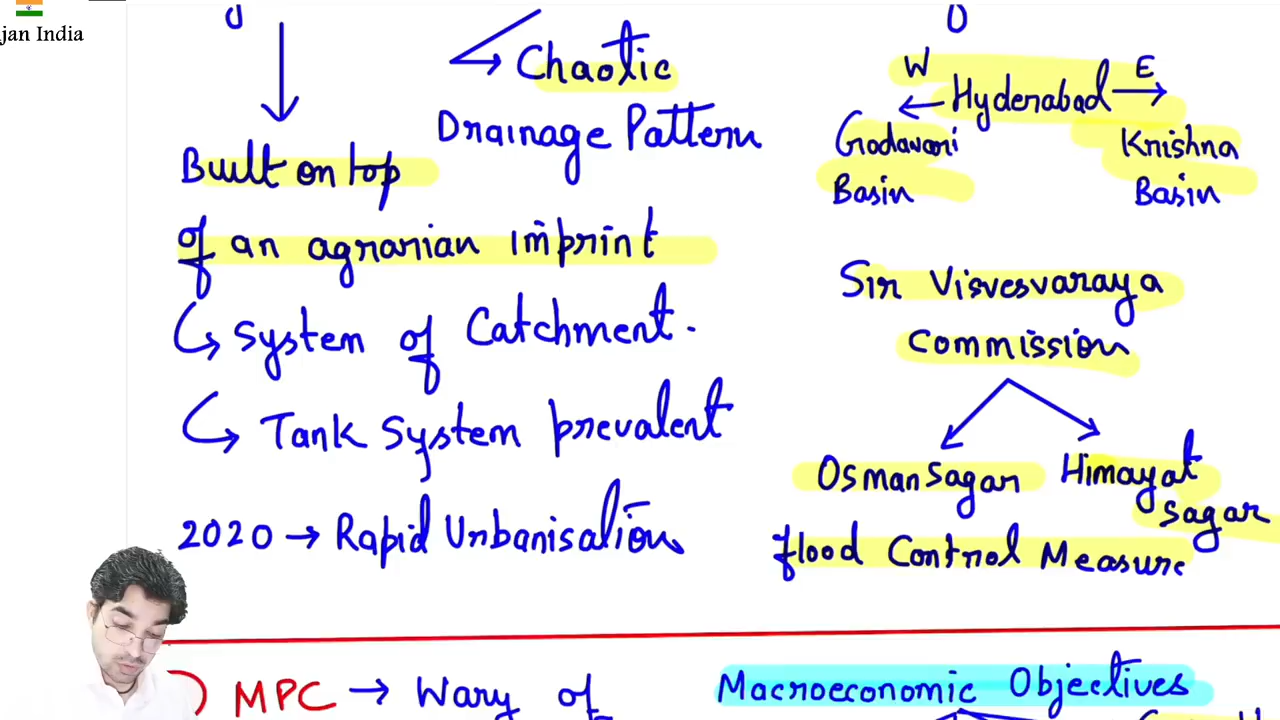 jan India
Chaotic
Drainage Pattern
Built on top
of an agrarian imprint
System of Catchment.
Tank System prevalent
2020 → Rapid Urbanisation
W E
← Hyderabad →
Godavari Krishna
Basin Basin
Sir Visvesvaraya
Commission
Osman Sagar Himayat
Sagar
flood Control Measure
MPC → Wary of
Macroeconomic Objectives